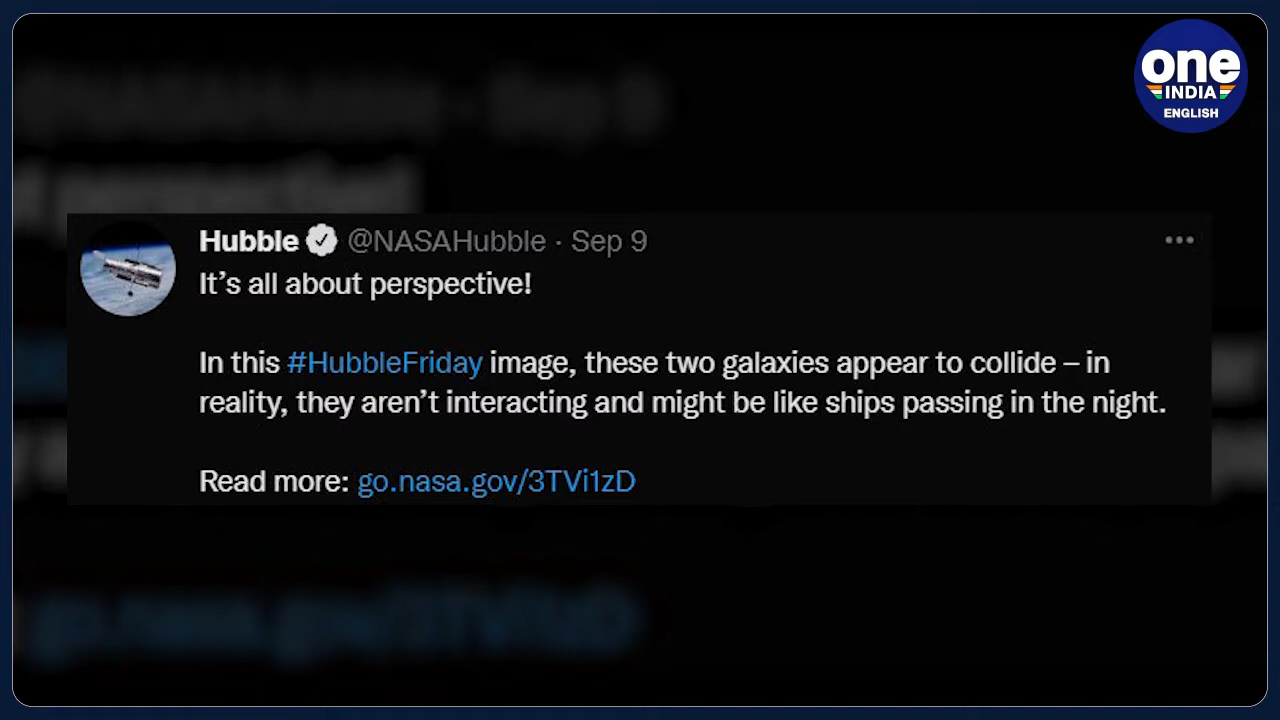 one
INDIA
ENGLISH
Hubble @NASAHubble · Sep 9
It’s all about perspective!
In this #HubbleFriday image, these two galaxies appear to collide – in
reality, they aren’t interacting and might be like ships passing in the night.
Read more: go.nasa.gov/3TVi1zD